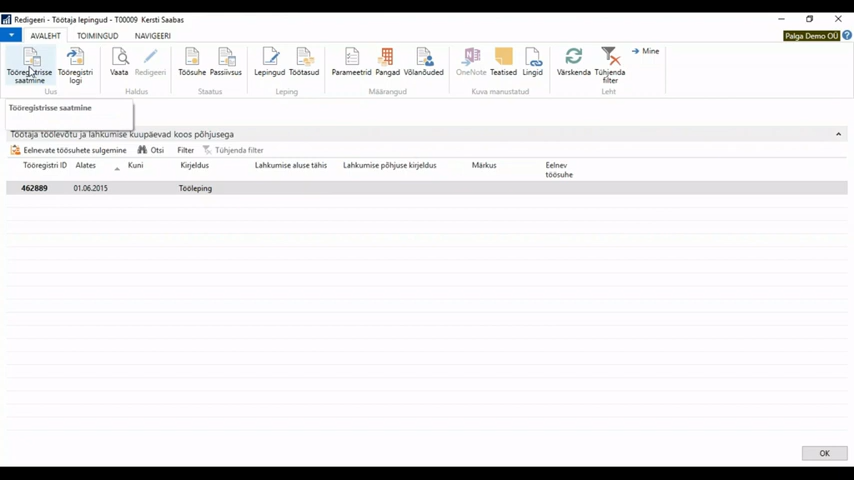 Redigeeri - Töötaja lepingud - T00009 Kersti Saabas
AVALEHT TOIMINGUD NAVIGEERI
Palga Demo OÜ
Tööregistrisse saatmine
Tööregistri logi
Vaata
Redigeeri
Töösuhe
Passiivsus
Lepingud
Töötasud
Parameetrid
Pangad
Võlanõuded
OneNote
Teatised
Lingid
Värskenda
Tühjenda filter
Mine
Uus
Haldus
Staatus
Leping
Määrangud
Kuva manustatud
Leht
Tööregistrisse saatmine
Töötaja töölevõtu ja lahkumise kuupäevad koos põhjusega
Eelnevate töösuhete sulgemine Otsi Filter Tühjenda filter
Tööregistri ID Alates Kuni Kirjeldus Lahkumise aluse tähis Lahkumise põhjuse kirjeldus Märkus Eelnev
töösuhe
462889 01.06.2015 Tööleping
OK